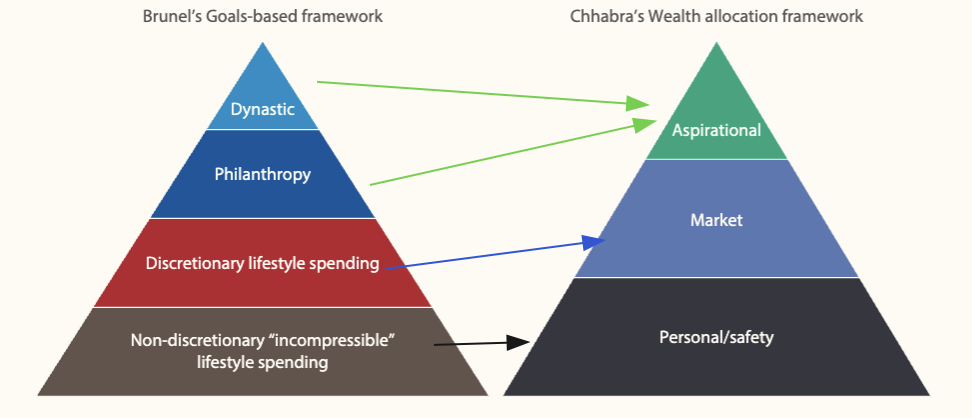 Brunel’s Goals-based framework
Chhabra’s Wealth allocation framework
Dynastic
Philanthropy
Discretionary lifestyle spending
Non-discretionary “incompressible”
lifestyle spending
Aspirational
Market
Personal/safety